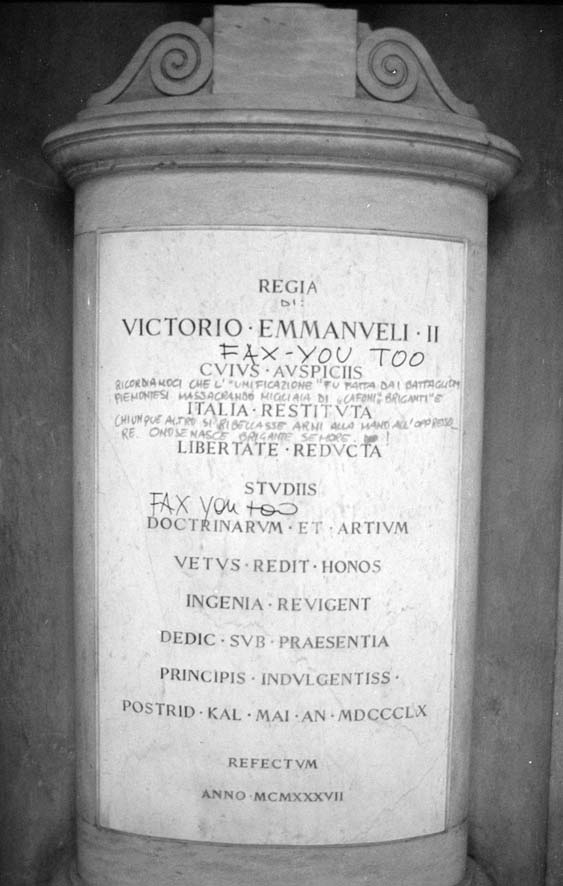 REGIA
DI:
VICTORIO · EMMANVELI · II
FAX-YOU TOO
CVIVS · AVSPICIIS
RICORDIAMOCI CHE L'"UNIFICAZIONE" FU FATTA DAI BATTAGLIONI
PIEMONTESI MASSACRANDO MIGLIAIA DI "CAFONI, BRIGANTI" E
ITALIA · RESTITVTA
CHIUNQUE ALTRO SI RIBELLASSE ARMI ALLA MANO ALL'OPPRESSO_
RE. ONDE NASCE BRIGANTE SEMORE. !
LIBERTATE · REDVCTA
STVDIIS
FAX YOU TOO
DOCTRINARVM · ET · ARTIVM
VETVS · REDIT · HONOS
INGENIA · REVIGENT
DEDIC · SVB · PRAESENTIA
PRINCIPIS · INDVLGENTISS ·
POSTRID · KAL · MAI · AN · MDCCCLX
REFECTVM
ANNO · MCMXXXVII